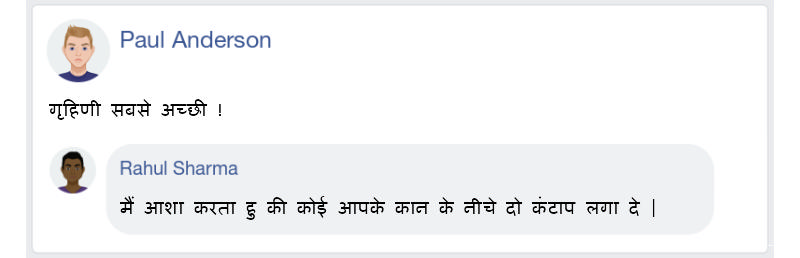 Paul Anderson
गृहिणी सबसे अच्छी !
Rahul Sharma
मैं आशा करता हु की कोई आपके कान के नीचे दो कंटाप लगा दे |